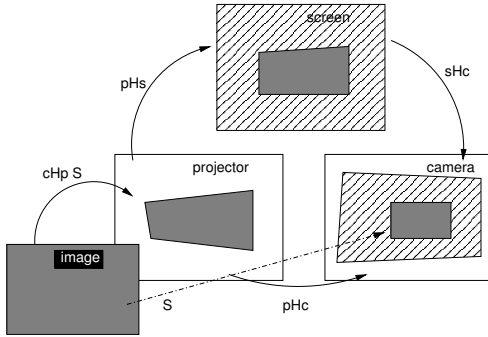 screen
pHs
sHc
projector
camera
cHp S
image
S
pHc